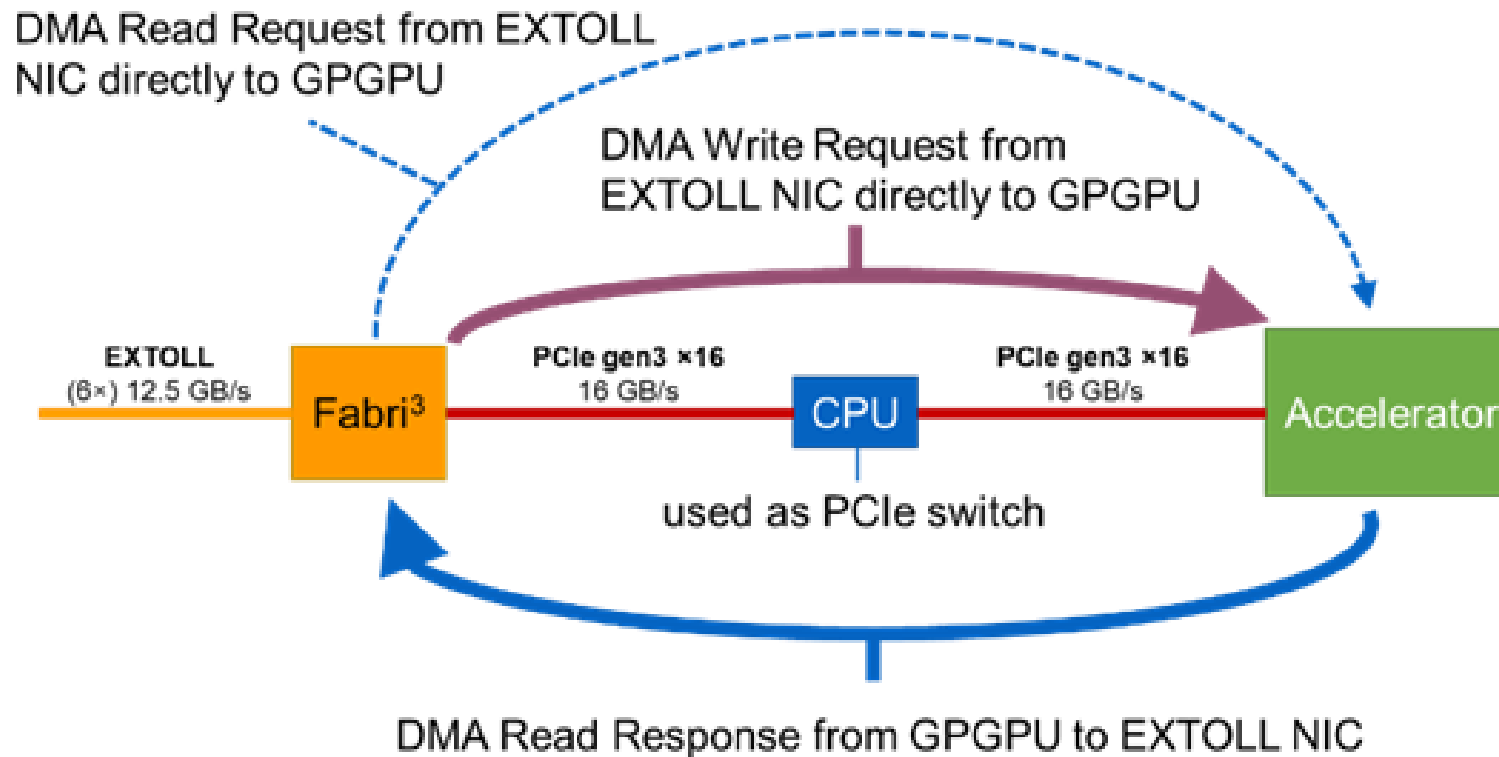 DMA Read Request from EXTOLL
NIC directly to GPGPU
DMA Write Request from
EXTOLL NIC directly to GPGPU
EXTOLL
(6×) 12.5 GB/s
Fabri³
PCIe gen3 ×16
16 GB/s
CPU
PCIe gen3 ×16
16 GB/s
Accelerator
used as PCIe switch
DMA Read Response from GPGPU to EXTOLL NIC